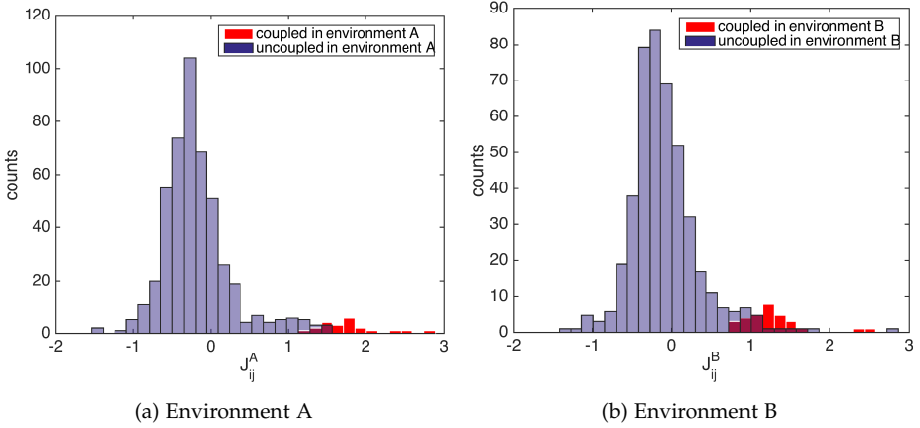 120
100
80
60
40
20
0
counts
-2 -1 0 1 2 3
J^A_ij
coupled in environment A
uncoupled in environment A
(a) Environment A
90
80
70
60
50
40
30
20
10
0
counts
-2 -1 0 1 2 3
J^B_ij
coupled in environment B
uncoupled in environment B
(b) Environment B